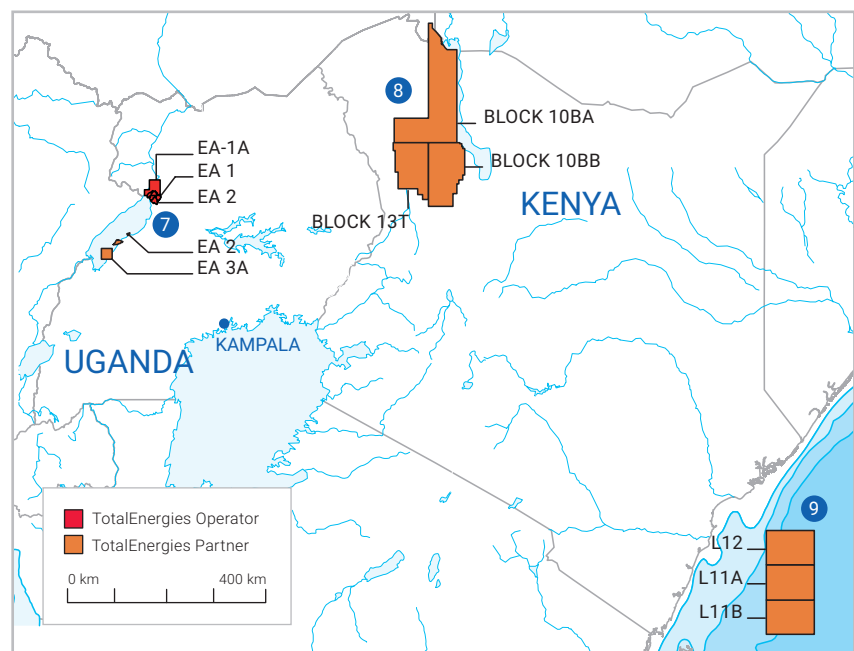 8
BLOCK 10BA
EA-1A
EA 1
BLOCK 10BB
EA 2
KENYA
BLOCK 13T
7
EA 2
EA 3A
KAMPALA
UGANDA
9
TotalEnergies Operator
TotalEnergies Partner
L12
0 km 400 km
L11A
L11B